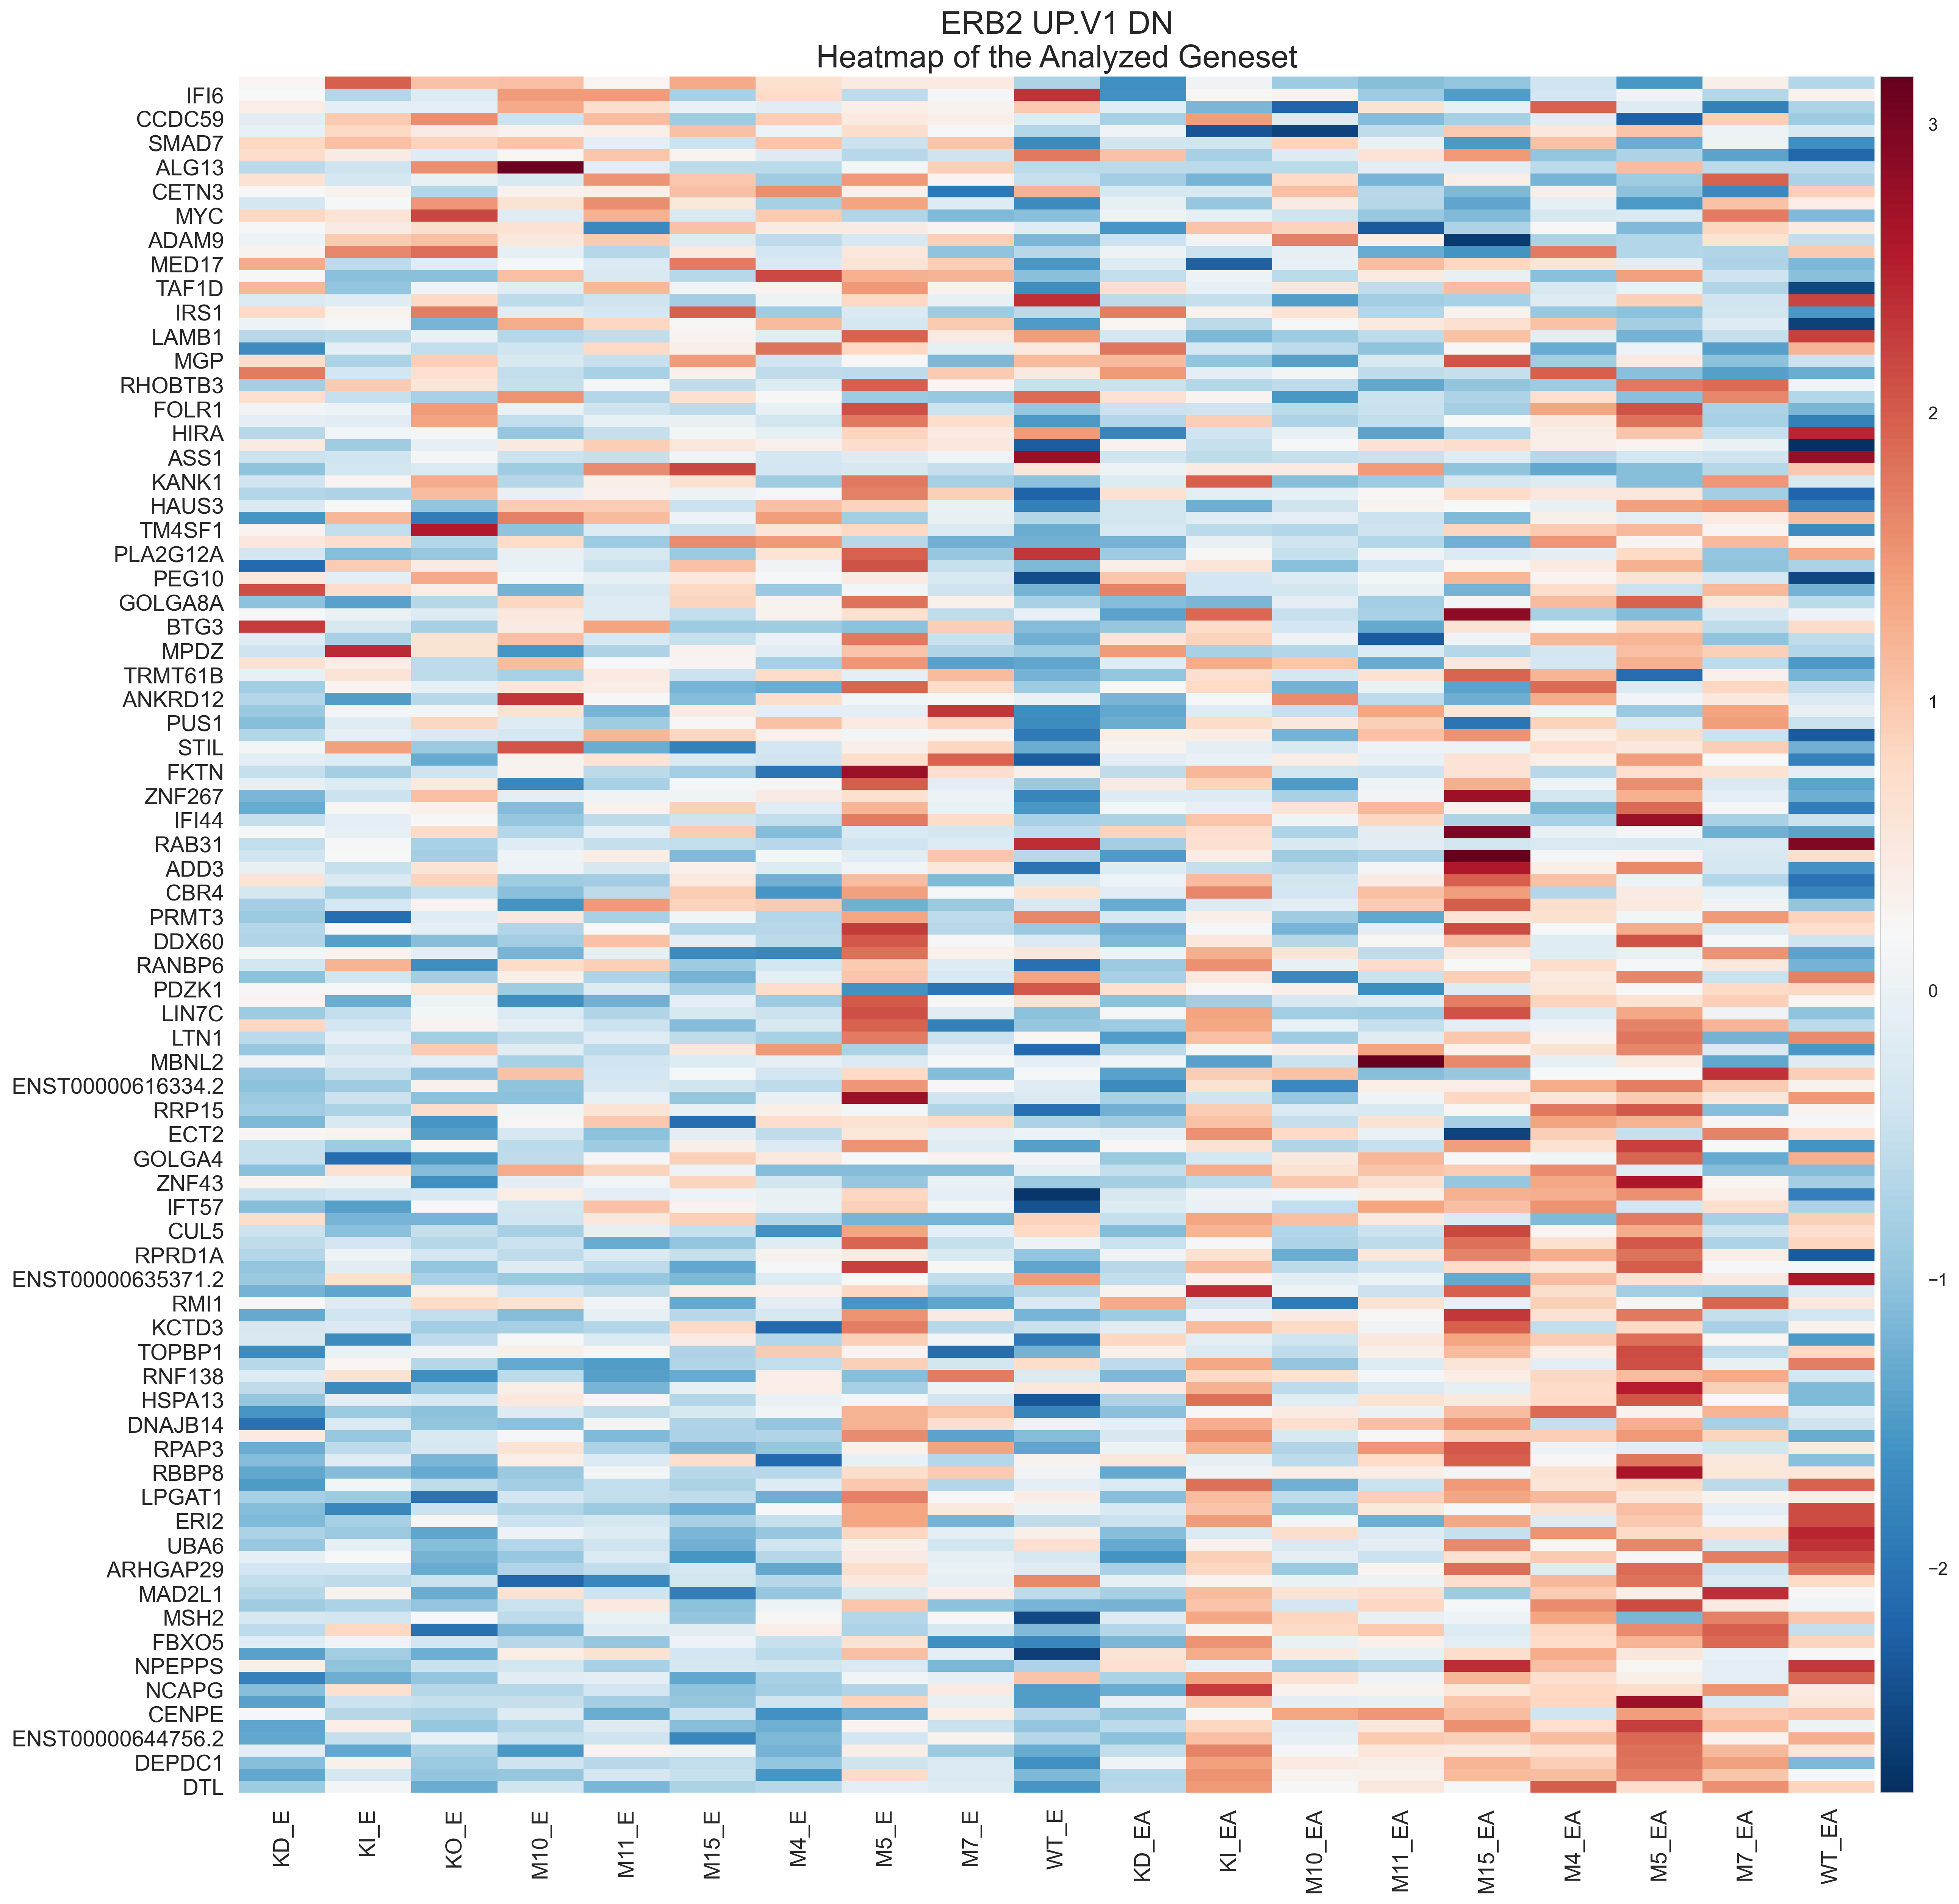 ERB2 UP.V1 DN
Heatmap of the Analyzed Geneset
IFI6
CCDC59
SMAD7
ALG13
CETN3
MYC
ADAM9
MED17
TAF1D
IRS1
LAMB1
MGP
RHOBTB3
FOLR1
HIRA
ASS1
KANK1
HAUS3
TM4SF1
PLA2G12A
PEG10
GOLGA8A
BTG3
MPDZ
TRMT61B
ANKRD12
PUS1
STIL
FKTN
ZNF267
IFI44
RAB31
ADD3
CBR4
PRMT3
DDX60
RANBP6
PDZK1
LIN7C
LTN1
MBNL2
ENST00000616334.2
RRP15
ECT2
GOLGA4
ZNF43
IFT57
CUL5
RPRD1A
ENST00000635371.2
RMI1
KCTD3
TOPBP1
RNF138
HSPA13
DNAJB14
RPAP3
RBBP8
LPGAT1
ERI2
UBA6
ARHGAP29
MAD2L1
MSH2
FBXO5
NPEPPS
NCAPG
CENPE
ENST00000644756.2
DEPDC1
DTL
KD_E
KI_E
KO_E
M10_E
M11_E
M15_E
M4_E
M5_E
M7_E
WT_E
KD_EA
KI_EA
M10_EA
M11_EA
M15_EA
M4_EA
M5_EA
M7_EA
WT_EA
3
2
1
0
−1
−2